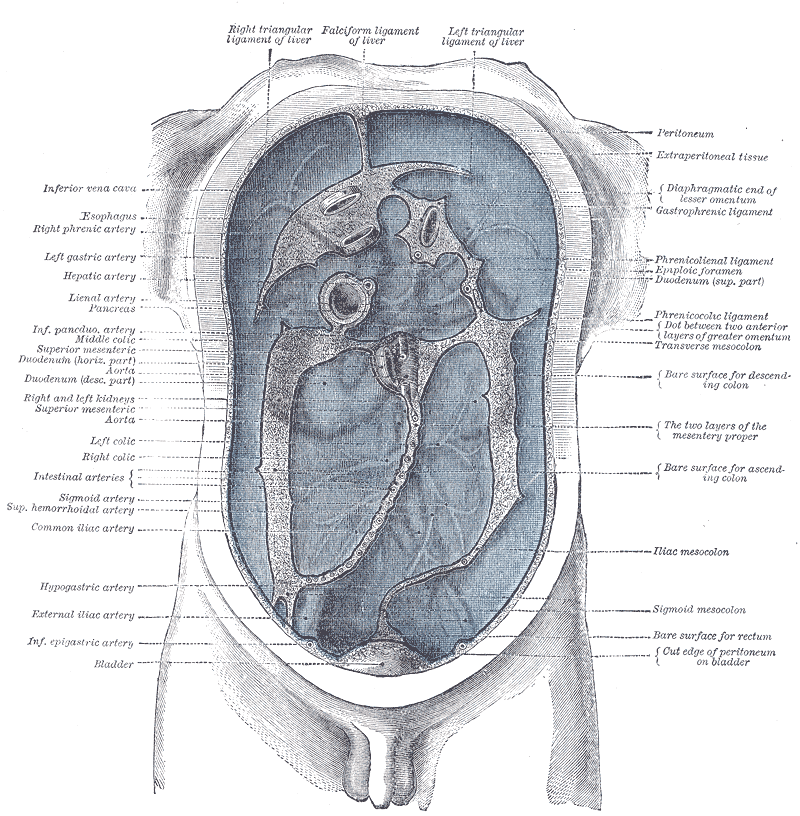 Right triangular
ligament of liver
Falciform ligament
of liver
Left triangular
ligament of liver
Inferior vena cava
Œsophagus
Right phrenic artery
Left gastric artery
Hepatic artery
Lienal artery
Pancreas
Inf. pancduo. artery
Middle colic
Superior mesenteric
Duodenum (horiz. part)
Aorta
Duodenum (desc. part)
Right and left kidneys
Superior mesenteric
Aorta
Left colic
Right colic
Intestinal arteries {
Sigmoid artery
Sup. hemorrhoidal artery
Common iliac artery
Hypogastric artery
External iliac artery
Inf. epigastric artery
Bladder
Peritoneum
Extraperitoneal tissue
{ Diaphragmatic end of
lesser omentum
Gastrophrenic ligament
Phrenicolienal ligament
Epiploic foramen
Duodenum (sup. part)
Phrenicocolic ligament
{ Dot between two anterior
layers of greater omentum
Transverse mesocolon
{ Bare surface for descend-
ing colon
{ The two layers of the
mesentery proper
{ Bare surface for ascend-
ing colon
Iliac mesocolon
Sigmoid mesocolon
Bare surface for rectum
{ Cut edge of peritoneum
on bladder